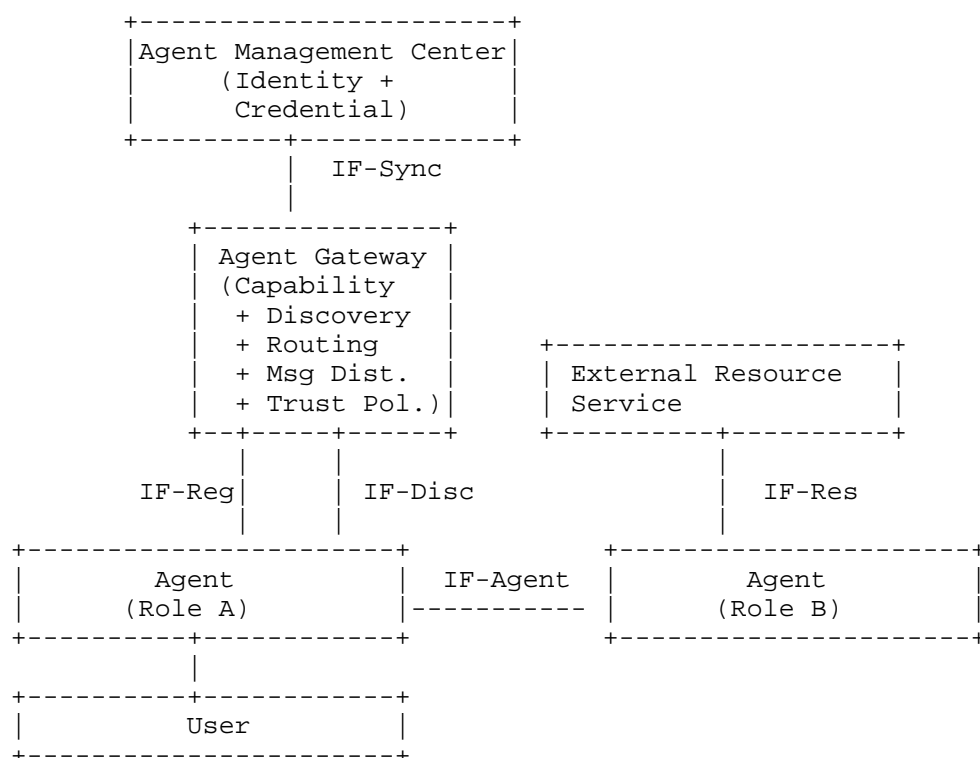 Agent Management Center
(Identity +
Credential)
IF-Sync
Agent Gateway
(Capability
+ Discovery
+ Routing
+ Msg Dist.
+ Trust Pol.)
External Resource
Service
IF-Reg
IF-Disc
IF-Res
Agent
(Role A)
IF-Agent
Agent
(Role B)
User